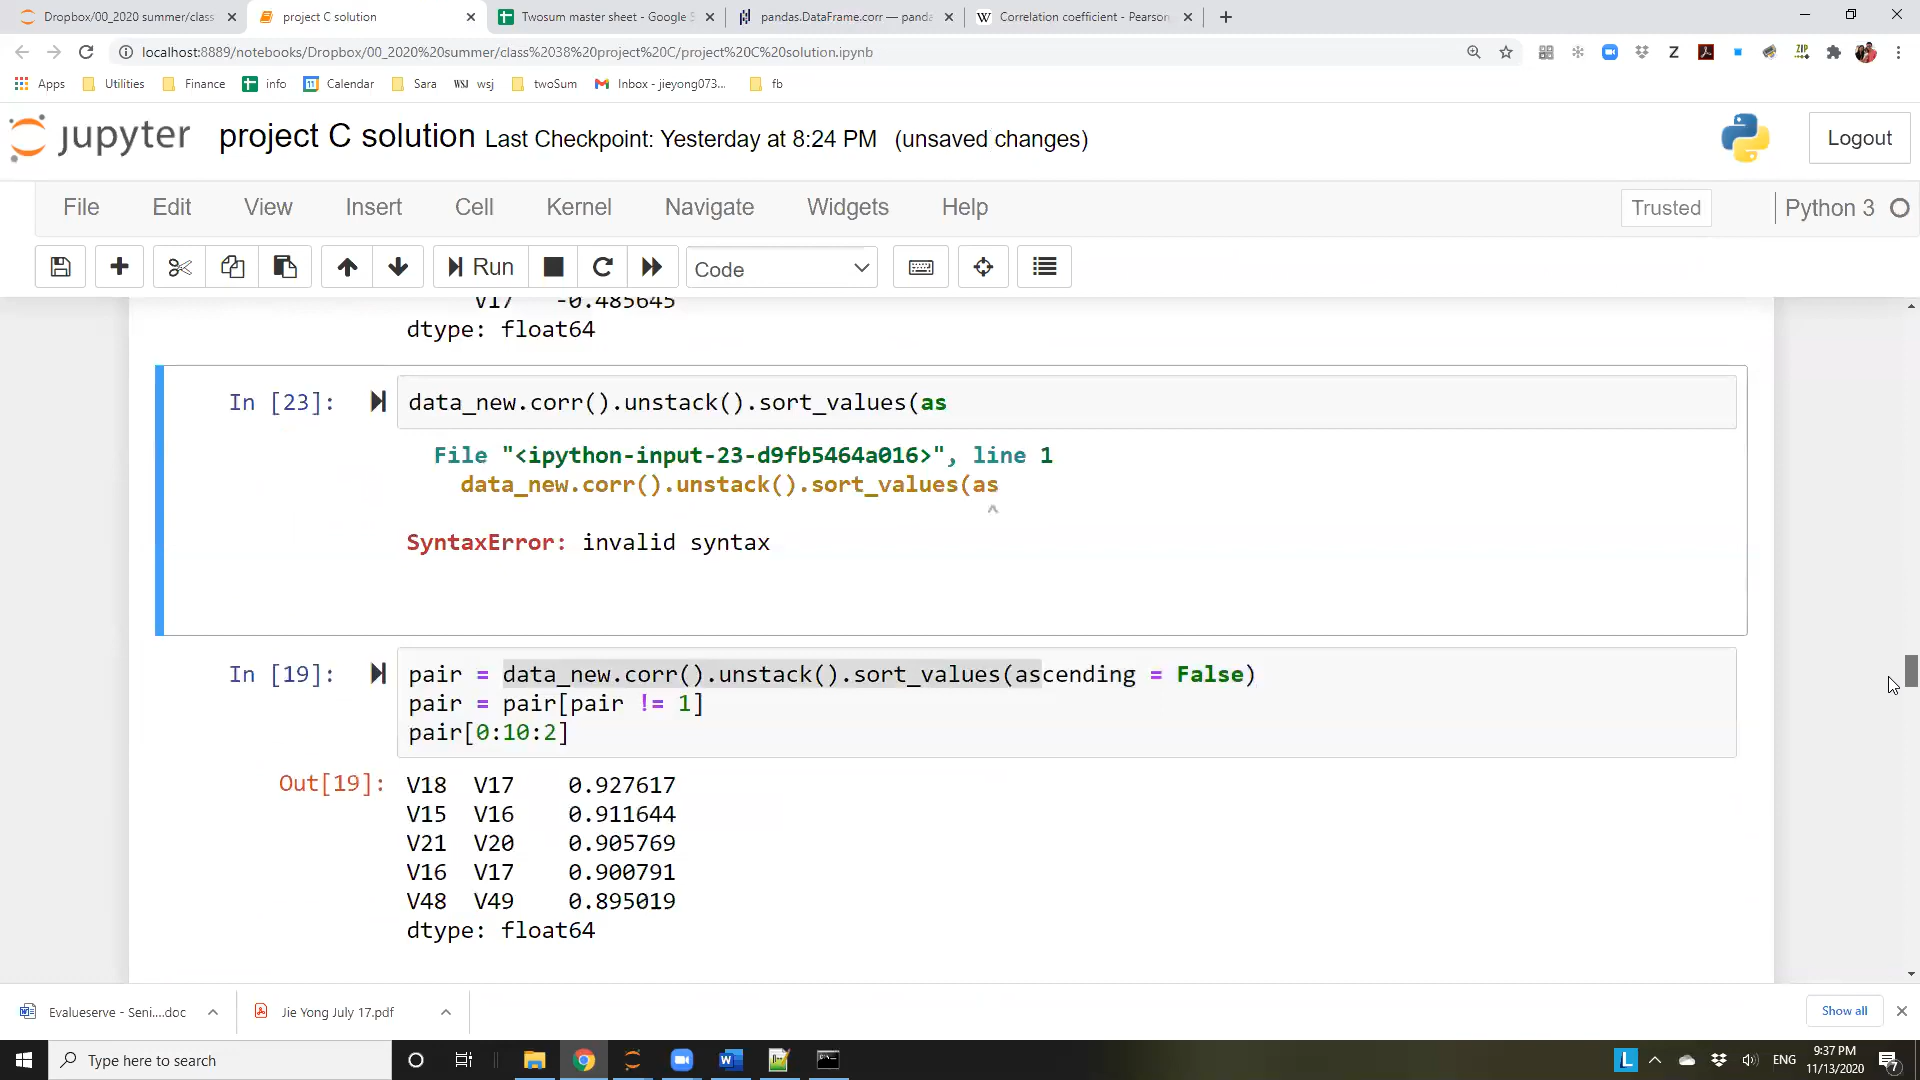 Dropbox/00_2020 summer/class
project C solution
Twosum master sheet - Google S
pandas.DataFrame.corr — panda
Correlation coefficient - Pearson
localhost:8889/notebooks/Dropbox/00_2020%20summer/class%2038%20project%20C/project%20C%20solution.ipynb
Apps Utilities Finance info Calendar Sara WSJ wsj twoSum Inbox - jieyong073... fb
jupyter project C solution Last Checkpoint: Yesterday at 8:24 PM (unsaved changes)
Logout
File Edit View Insert Cell Kernel Navigate Widgets Help
Trusted Python 3
Run Code
V17 -0.485645
dtype: float64
In [23]: data_new.corr().unstack().sort_values(as
File "<ipython-input-23-d9fb5464a016>", line 1
data_new.corr().unstack().sort_values(as
^
SyntaxError: invalid syntax
In [19]: pair = data_new.corr().unstack().sort_values(ascending = False)
pair = pair[pair != 1]
pair[0:10:2]
Out[19]: V18 V17 0.927617
V15 V16 0.911644
V21 V20 0.905769
V16 V17 0.900791
V48 V49 0.895019
dtype: float64
Evalueserve - Seni....doc
Jie Yong July 17.pdf
Show all
Type here to search
ENG
9:37 PM
11/13/2020
7